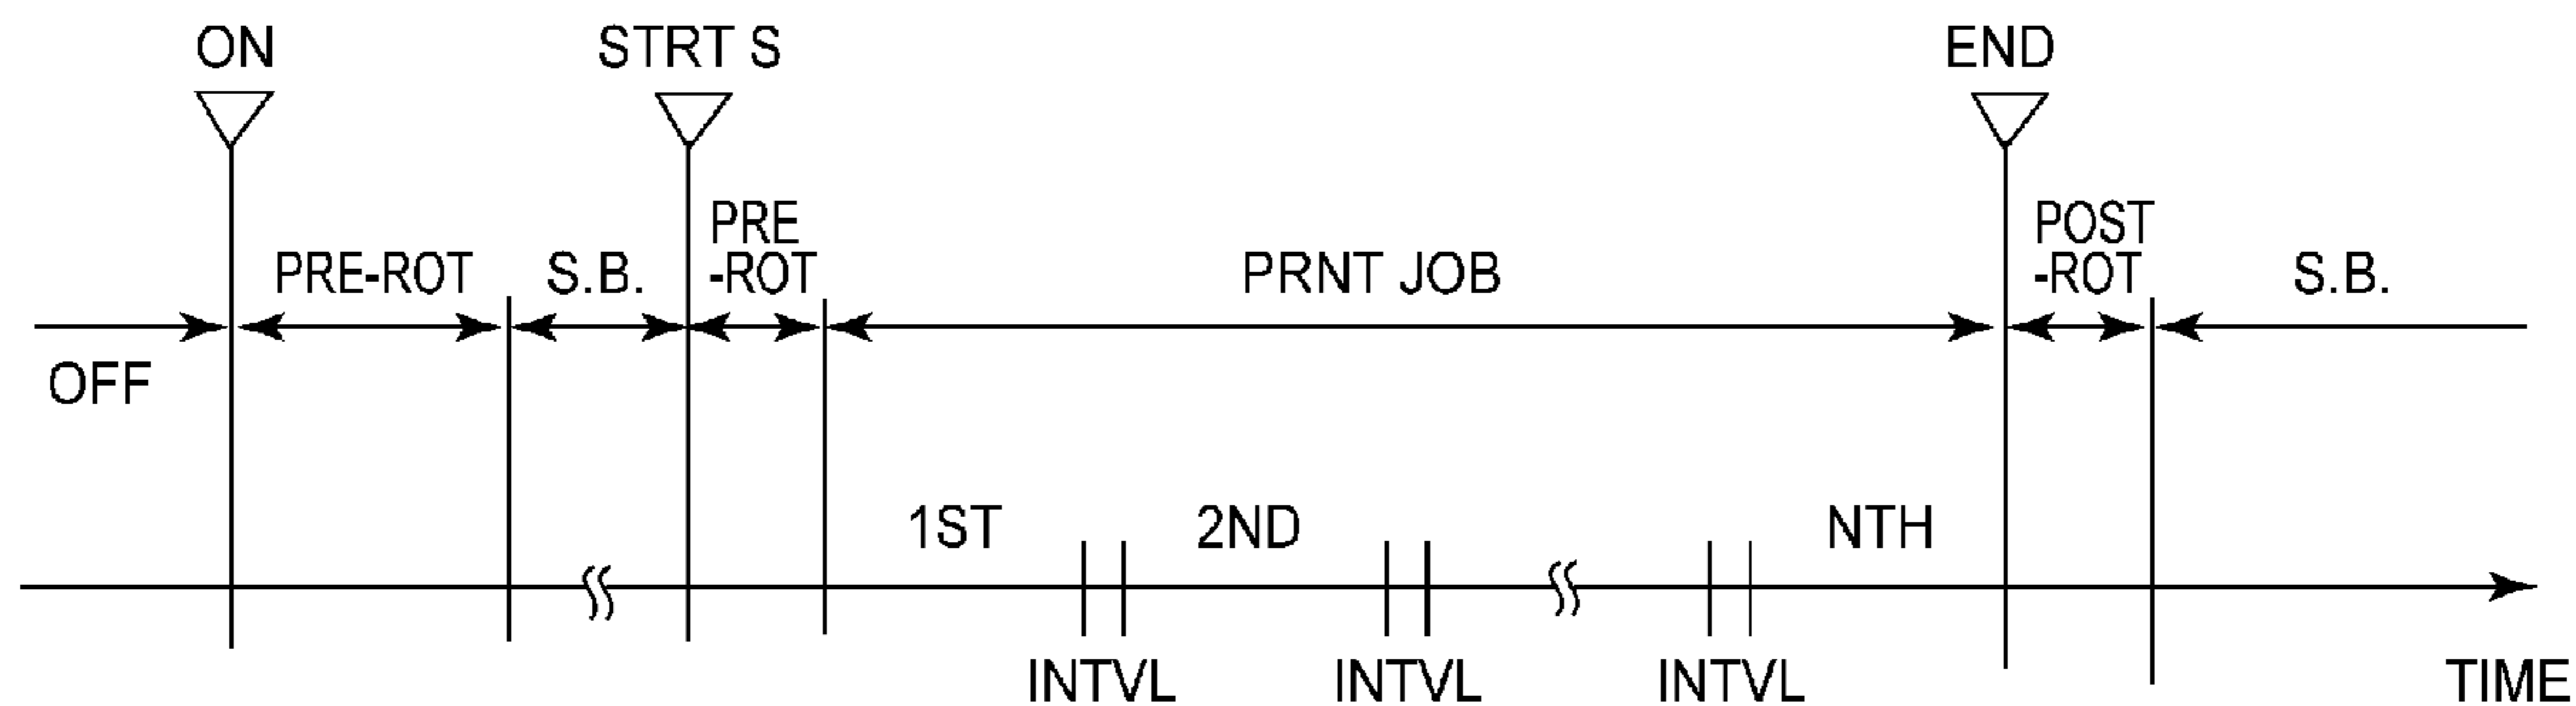 ON
STRT S
END
PRE-ROT
S.B.
PRE
-ROT
PRNT JOB
POST
-ROT
S.B.
OFF
1ST
2ND
NTH
INTVL
INTVL
INTVL
TIME